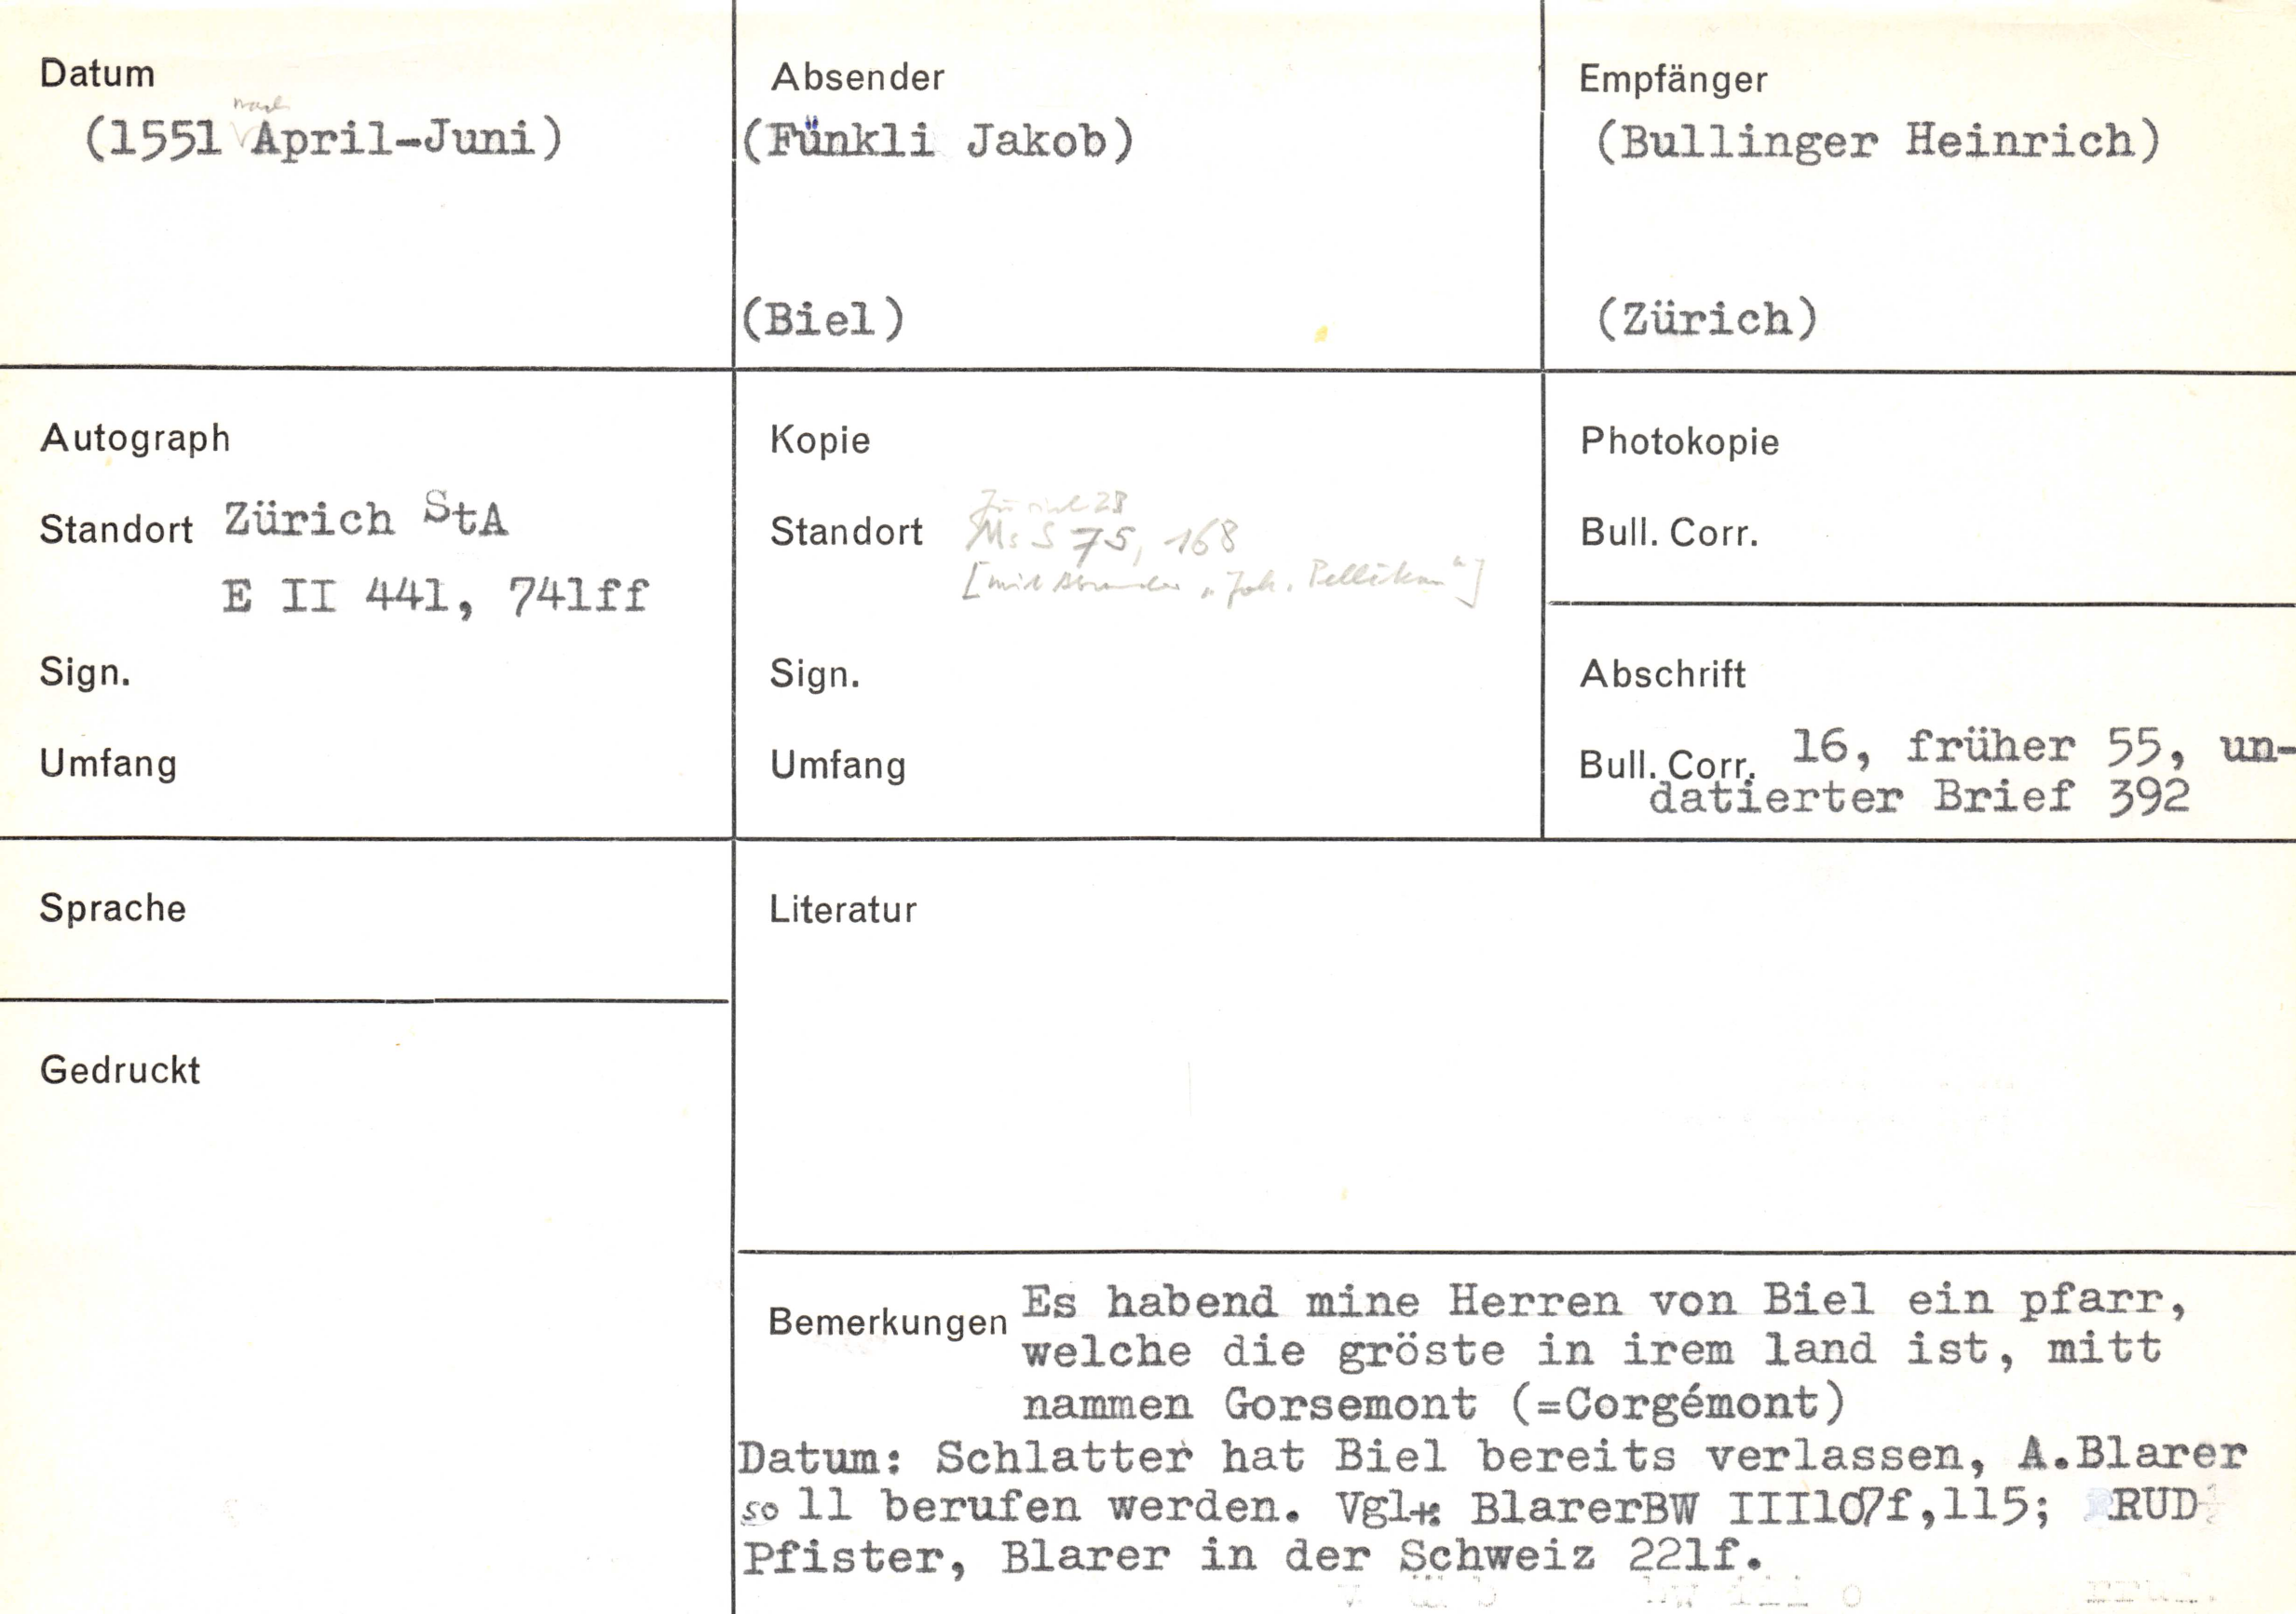 Datum
nach
(1551 April-Juni)
Absender
(Fünkli Jakob)
(Biel)
Empfänger
(Bullinger Heinrich)
(Zürich)
Autograph
Standort Zürich StA
E II 441, 741ff
Sign.
Umfang
Kopie
Zürich ZB
Standort Ms S 75, 168
[mit Absender "Joh. Pellikan"]
Sign.
Umfang
Photokopie
Bull. Corr.
Abschrift
Bull. Corr. 16, früher 55, un-
datierter Brief 392
Sprache
Gedruckt
Literatur
Bemerkungen Es habend mine Herren von Biel ein pfarr,
welche die gröste in irem land ist, mitt
nammen Gorsemont (=Corgémont)
Datum: Schlatter hat Biel bereits verlassen, A.Blarer
soll berufen werden. Vgl.: BlarerBW III107f,115; RUD
Pfister, Blarer in der Schweiz 221f.